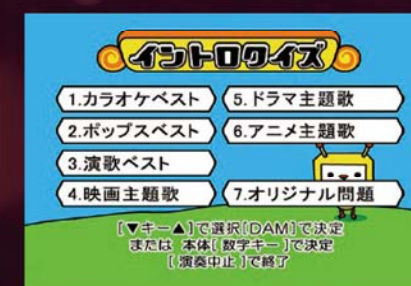 イントロクイズ
1.カラオケベスト
2.ポップスベスト
3.演歌ベスト
4.映画主題歌
5.ドラマ主題歌
6.アニメ主題歌
7.オリジナル問題
[▼キー▲]で選択[DAM]で決定
または 本体[数字キー]で決定
[演奏中止]で終了